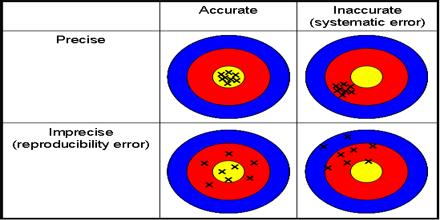 Accurate
Inaccurate
(systematic error)
Precise
Imprecise
(reproducibility error)